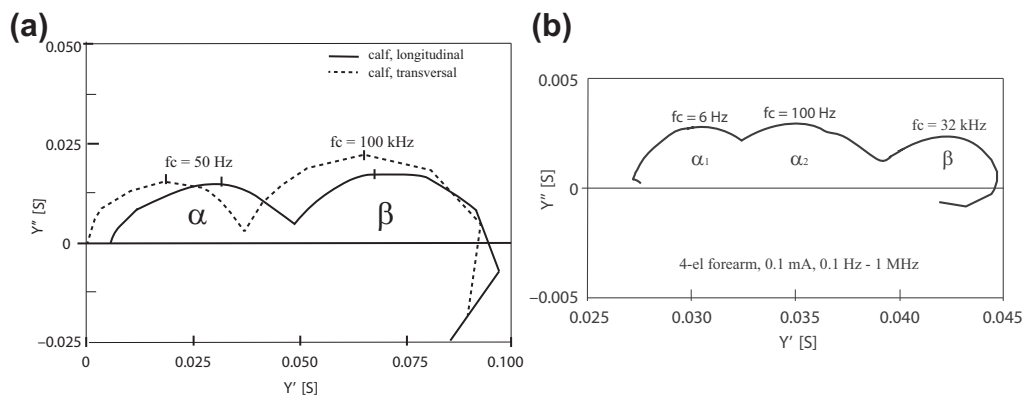 (a)
0.050
calf, longitudinal
calf, transversal
0.025
fc = 50 Hz
fc = 100 kHz
Y" [S]
α
β
0
−0.025
0
0.025
0.050
0.075
0.100
Y' [S]
(b)
0.005
fc = 6 Hz
fc = 100 Hz
fc = 32 kHz
α1
α2
β
Y" [S]
0
4-el forearm, 0.1 mA, 0.1 Hz - 1 MHz
−0.005
0.025
0.030
0.035
0.040
0.045
Y' [S]